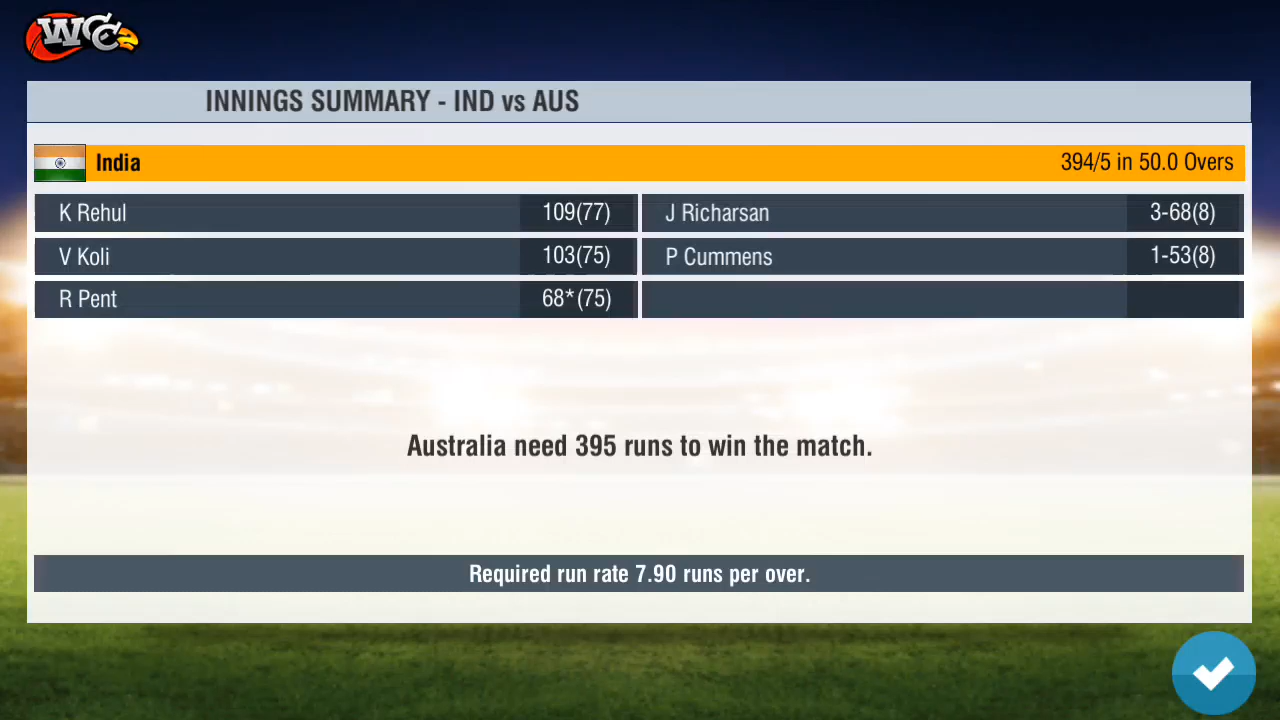 WCC
INNINGS SUMMARY - IND vs AUS
India 394/5 in 50.0 Overs
K Rehul 109(77) J Richarsan 3-68(8)
V Koli 103(75) P Cummens 1-53(8)
R Pent 68*(75)
Australia need 395 runs to win the match.
Required run rate 7.90 runs per over.